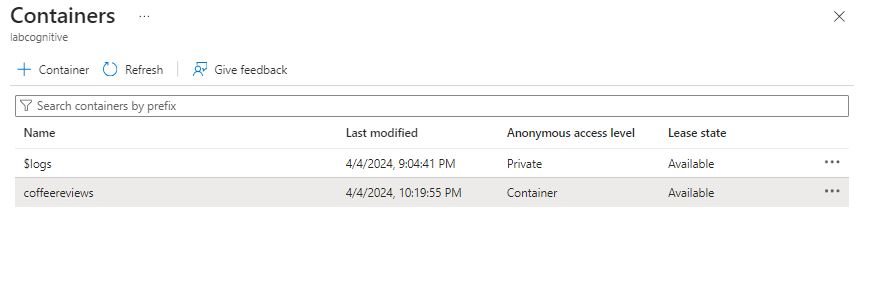 Containers ...
labcognitive
Container Refresh Give feedback
Search containers by prefix
Name Last modified Anonymous access level Lease state
$logs 4/4/2024, 9:04:41 PM Private Available ...
coffeereviews 4/4/2024, 10:19:55 PM Container Available ...